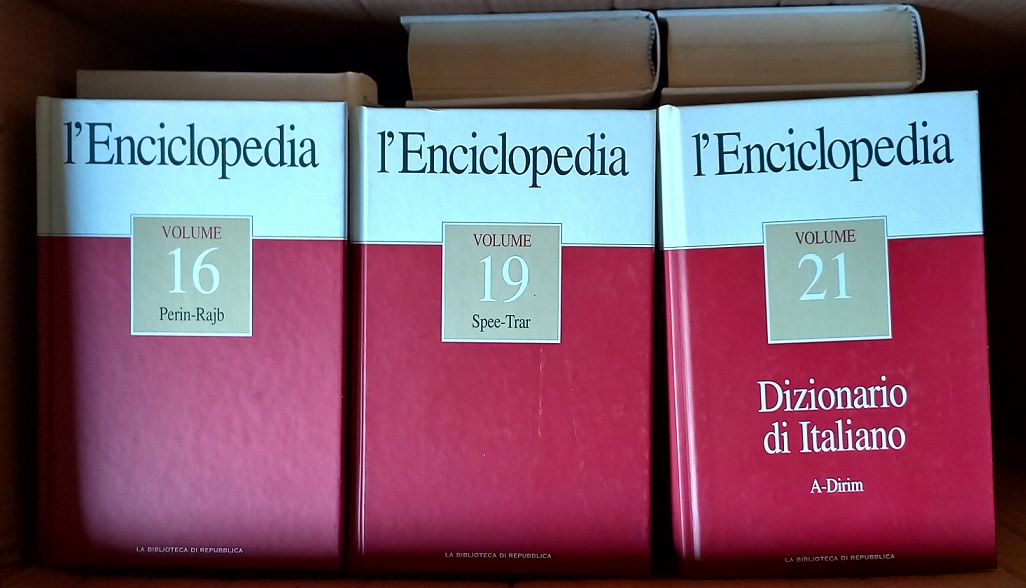 l'Enciclopedia
VOLUME
16
Perin-Rajb
LA BIBLIOTECA DI REPUBBLICA
l'Enciclopedia
VOLUME
19
Spee-Trar
LA BIBLIOTECA DI REPUBBLICA
l'Enciclopedia
VOLUME
21
Dizionario
di Italiano
A-Dirim
LA BIBLIOTECA DI REPUBBLICA